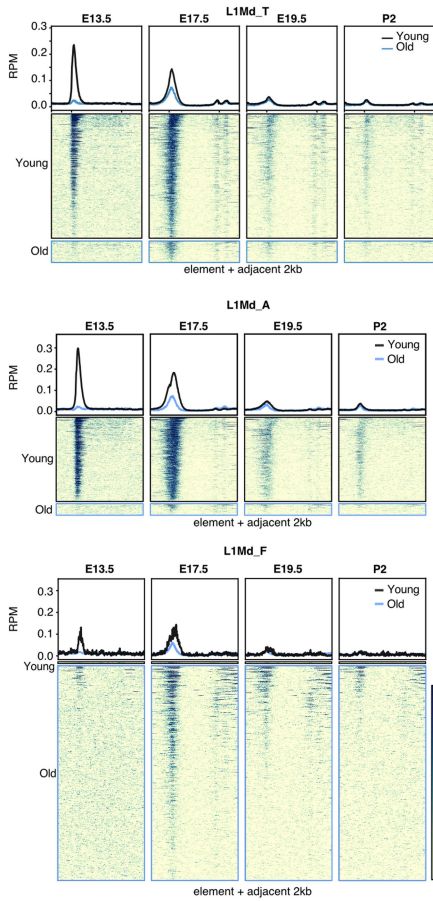 L1Md_T
E13.5 E17.5 E19.5 P2
RPM
0.3
0.2
0.1
0.0
Young
Old
Young
Old
element + adjacent 2kb
L1Md_A
E13.5 E17.5 E19.5 P2
RPM
0.3
0.2
0.1
0.0
Young
Old
Young
Old
element + adjacent 2kb
L1Md_F
E13.5 E17.5 E19.5 P2
RPM
0.3
0.2
0.1
0.0
Young
Old
Young
Old
element + adjacent 2kb